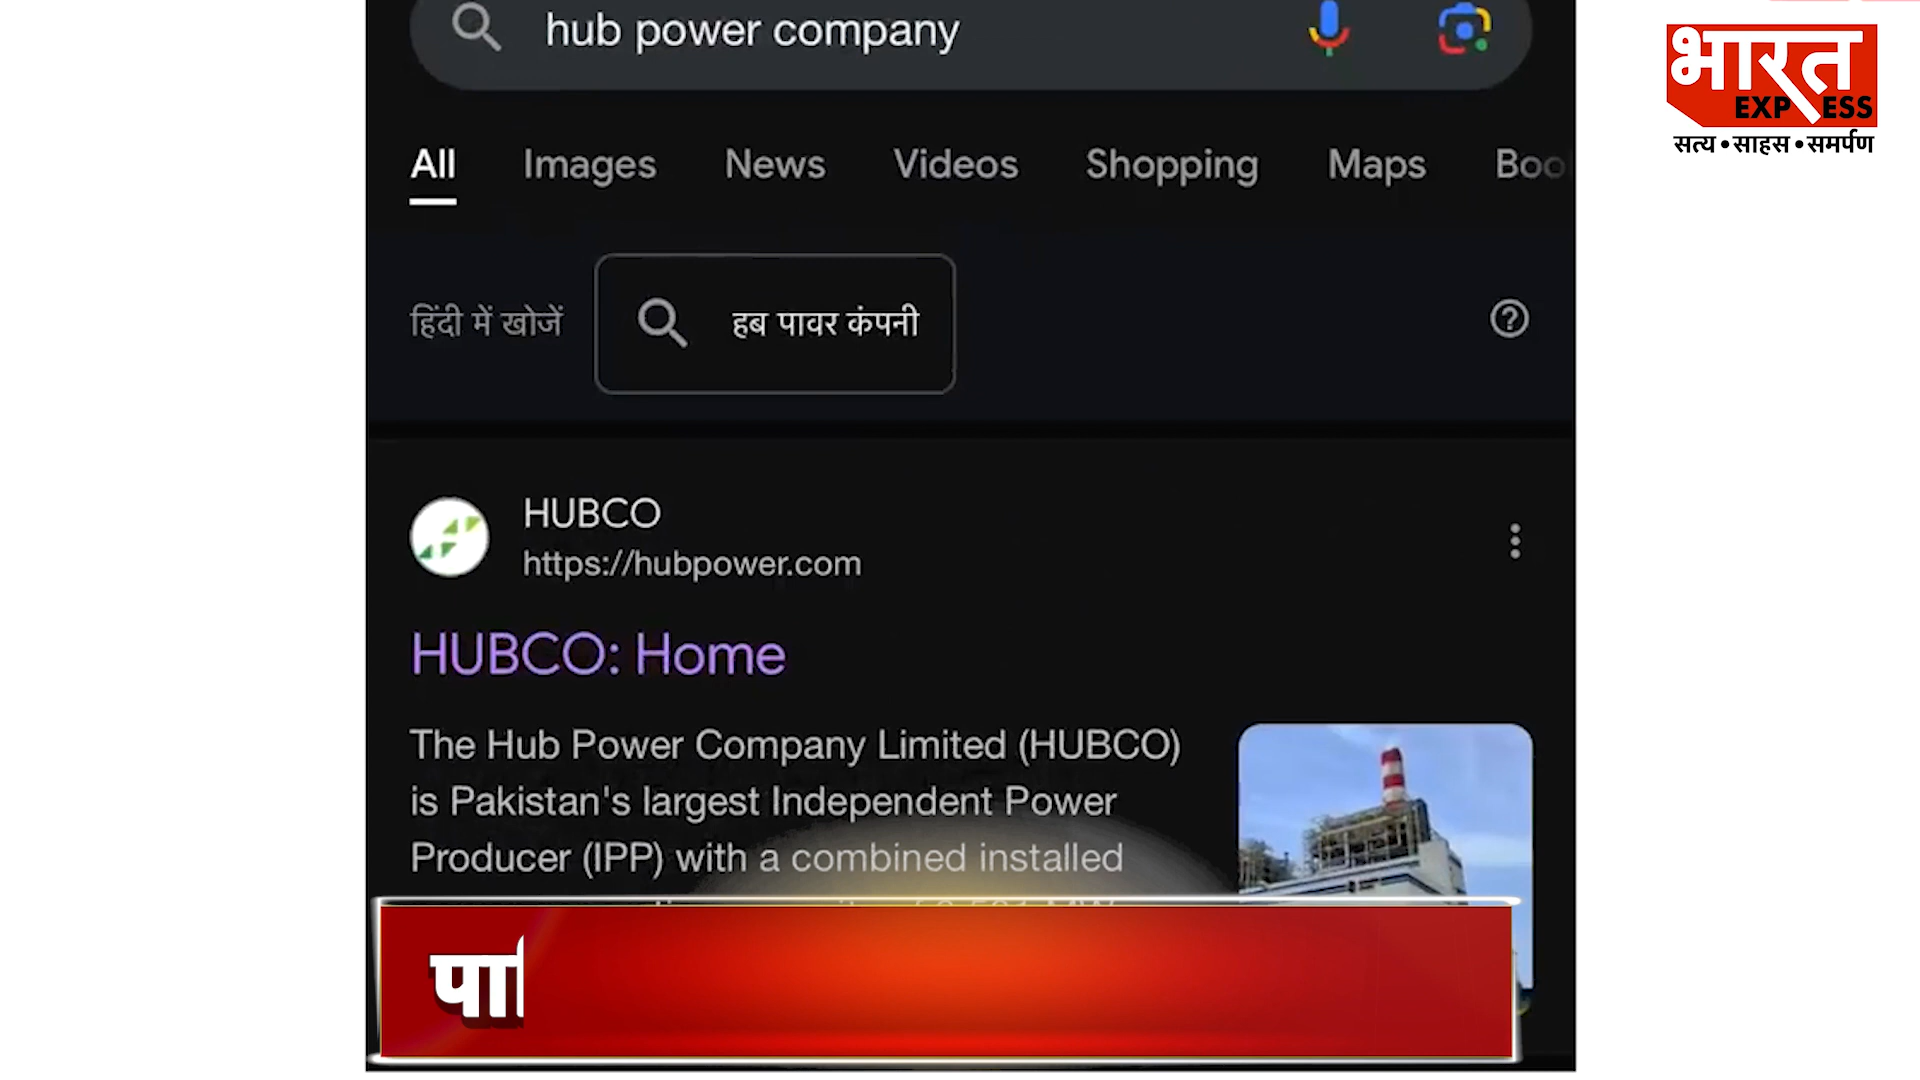 hub power company
भारत
EXPRESS
सत्य • साहस • समर्पण
All Images News Videos Shopping Maps Boo
हिंदी में खोजें हब पावर कंपनी
HUBCO
https://hubpower.com
HUBCO: Home
The Hub Power Company Limited (HUBCO)
is Pakistan's largest Independent Power
Producer (IPP) with a combined installed